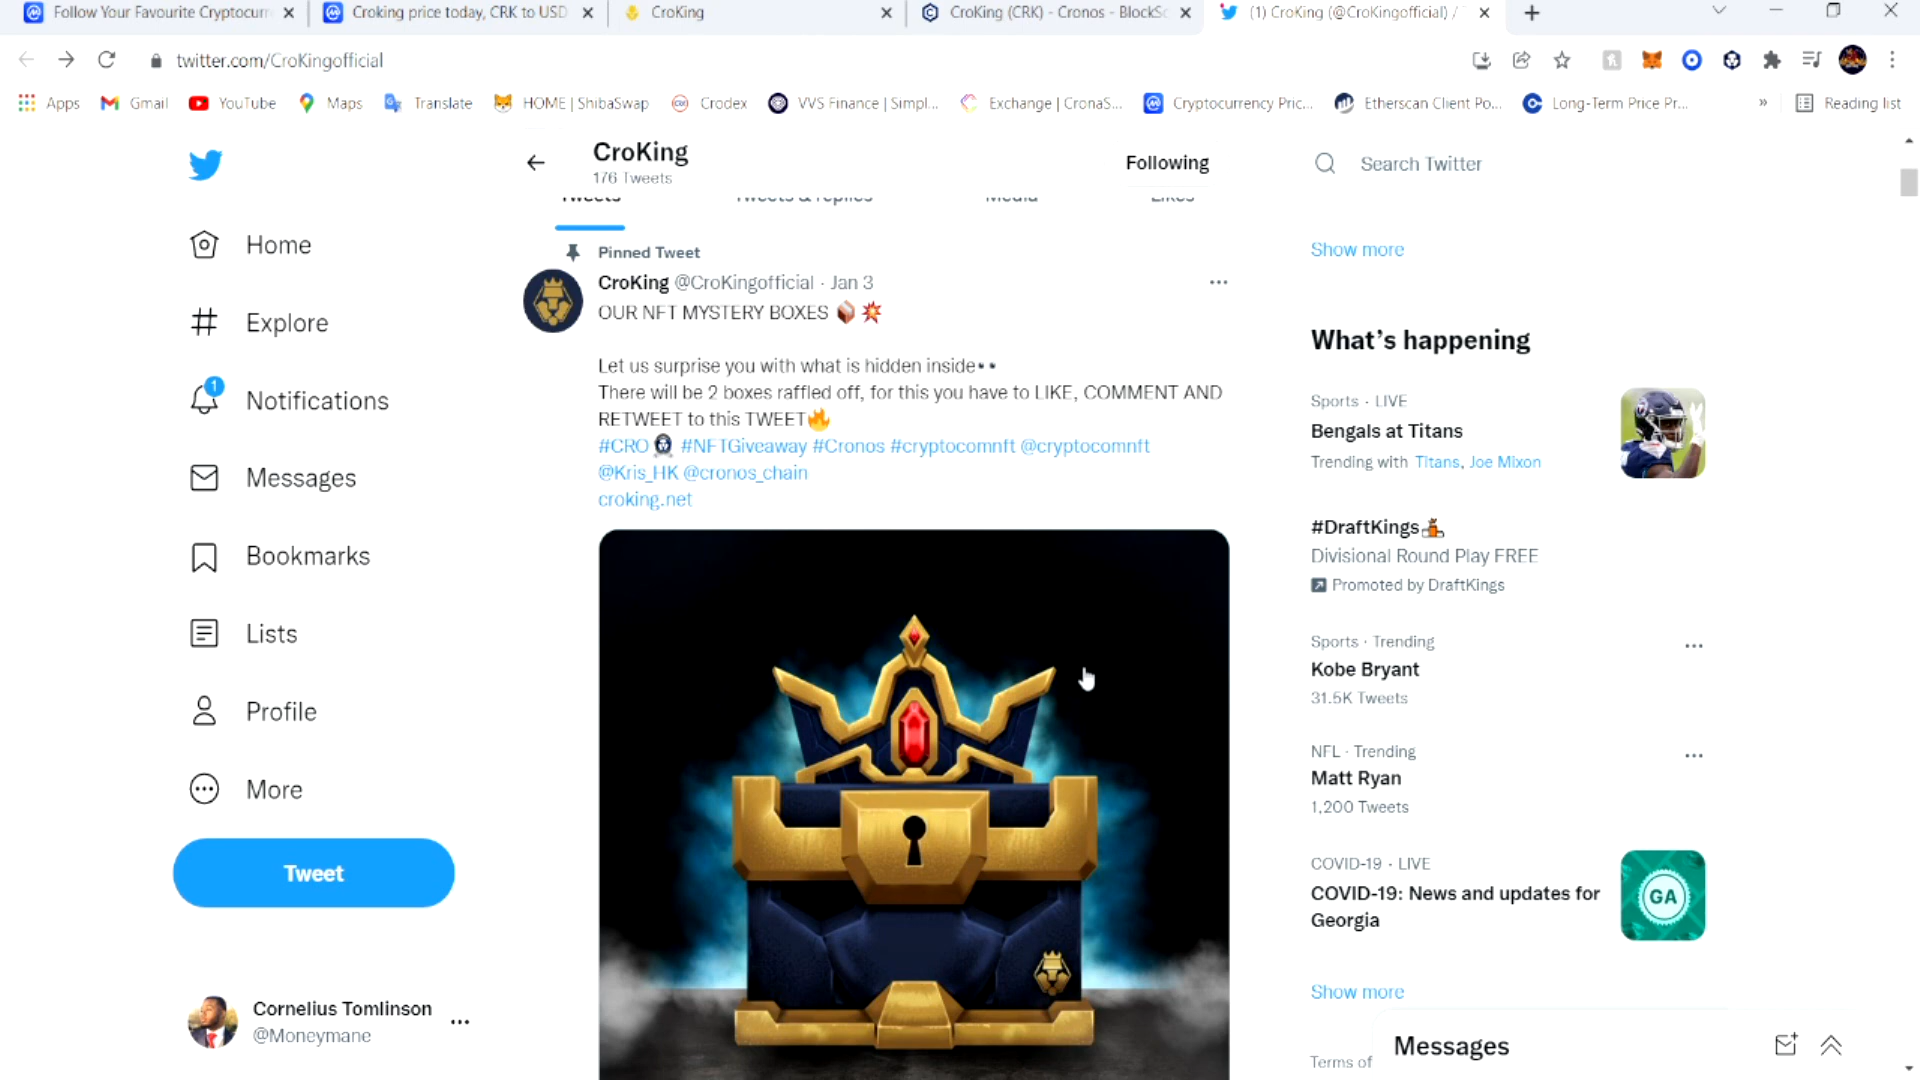 Follow Your Favourite Cryptocurr
Croking price today, CRK to USD
CroKing
CroKing (CRK) - Cronos - BlockSc
(1) CroKing (@CroKingofficial) /
twitter.com/CroKingofficial
Apps
Gmail
YouTube
Maps
Translate
HOME | ShibaSwap
Crodex
VVS Finance | Simpl...
Exchange | CronaS...
Cryptocurrency Pric...
Etherscan Client Po...
Long-Term Price Pr...
»
Reading list
Home
Explore
1
Notifications
Messages
Bookmarks
Lists
Profile
More
Tweet
Cornelius Tomlinson
@Moneymane
CroKing
176 Tweets
Following
Tweets
Tweets & replies
Media
Likes
Pinned Tweet
CroKing @CroKingofficial · Jan 3
OUR NFT MYSTERY BOXES 📦 💥
Let us surprise you with what is hidden inside👀
There will be 2 boxes raffled off, for this you have to LIKE, COMMENT AND
RETWEET to this TWEET🔥
#CRO #NFTGiveaway #Cronos #cryptocomnft @cryptocomnft
@Kris_HK @cronos_chain
croking.net
Search Twitter
Show more
What's happening
Sports · LIVE
Bengals at Titans
Trending with Titans, Joe Mixon
#DraftKings
Divisional Round Play FREE
Promoted by DraftKings
Sports · Trending
Kobe Bryant
31.5K Tweets
NFL · Trending
Matt Ryan
1,200 Tweets
COVID-19 · LIVE
COVID-19: News and updates for
Georgia
GA
Show more
Terms of
Messages